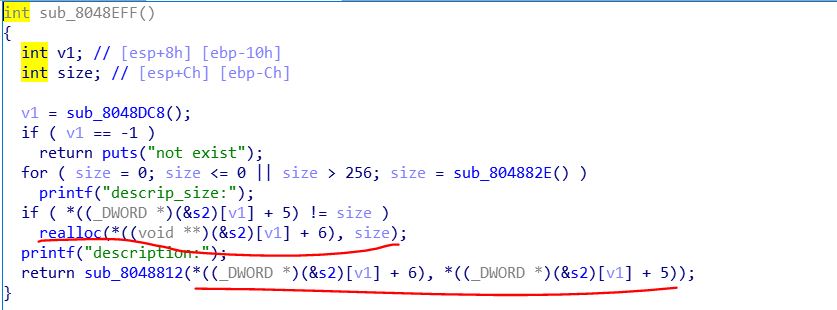 int sub_8048EFF()
{
  int v1; // [esp+8h] [ebp-10h]
  int size; // [esp+Ch] [ebp-Ch]

  v1 = sub_8048DC8();
  if ( v1 == -1 )
    return puts("not exist");
  for ( size = 0; size <= 0 || size > 256; size = sub_804882E() )
    printf("descrip_size:");
  if ( *((_DWORD *)(&s2)[v1] + 5) != size )
    realloc(*((void **)(&s2)[v1] + 6), size);
  printf("description:");
  return sub_8048812(*((_DWORD *)(&s2)[v1] + 6), *((_DWORD *)(&s2)[v1] + 5));
}